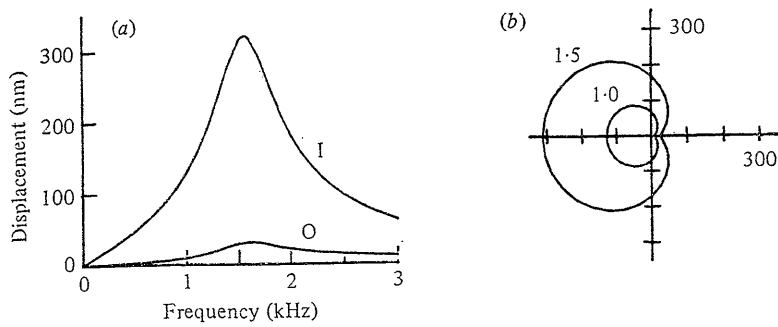 (a)
Displacement (nm)
300
200
100
0
I
O
0 1 2 3
Frequency (kHz)
(b)
300
1·5
1·0
300